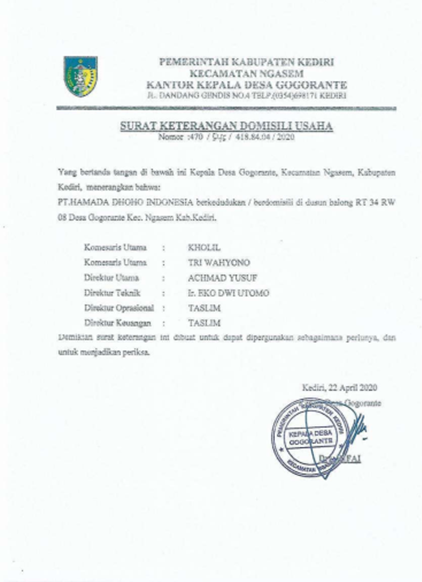 PEMERINTAH KABUPATEN KEDIRI
KECAMATAN NGASEM
KANTOR KEPALA DESA GOGORANTE
JL. DANDANG GENDIS NO.4 TELP.(0354)698171 KEDIRI
SURAT KETERANGAN DOMISILI USAHA
Nomor :470 / / 418.84.04 / 2020
Yang bertanda tangan di bawah ini Kepala Desa Gogorante, Kecamatan Ngasem, Kabupaten
Kediri, menerangkan bahwa:
PT.HAMADA DHOHO INDONESIA berkedudukan / berdomisili di dusun balong RT 34 RW
08 Desa Gogorante Kec. Ngasem Kab.Kediri.
Komesaris Utama : KHOLIL
Komesaris Utama : TRI WAHYONO
Direktur Utama : ACHMAD YUSUF
Direktur Teknik : Ir. EKO DWI UTOMO
Direktur Oprasional : TASLIM
Direktur Keuangan : TASLIM
Demikian surat keterangan ini dibuat untuk dapat dipergunakan sebagaimana perlunya, dan
untuk menjadikan periksa.
Kediri, 22 April 2020
Desa Gogorante
PEMERINTAH KABUPATEN KEDIRI
KEPALA DESA
GOGORANTE
KECAMATAN